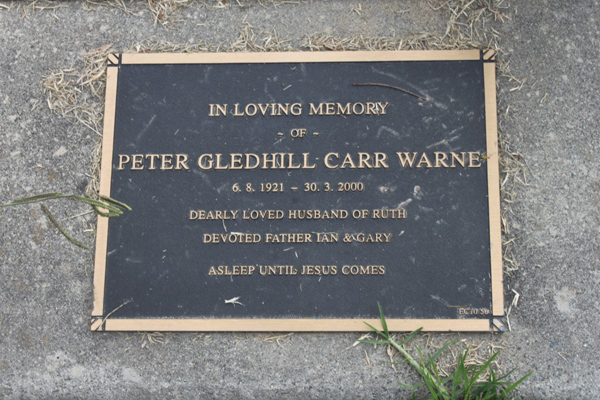 IN LOVING MEMORY
~ OF ~
PETER GLEDHILL CARR WARNE
6. 8. 1921 ~ 30. 3. 2000
DEARLY LOVED HUSBAND OF RUTH
DEVOTED FATHER IAN & GARY
ASLEEP UNTIL JESUS COMES